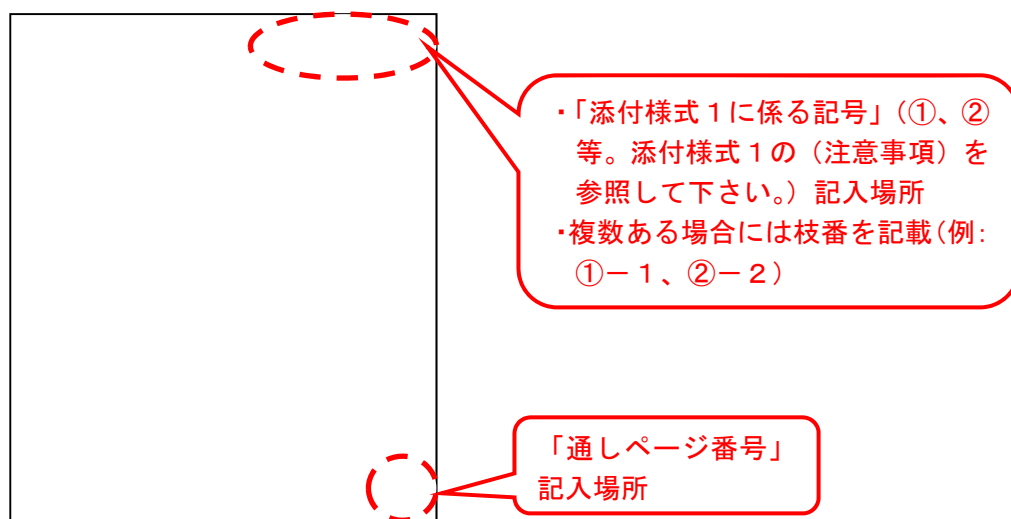 ・「添付様式１に係る記号」（①、②
等。添付様式１の（注意事項）を
参照して下さい。）記入場所
・複数ある場合には枝番を記載（例：
①－１、②－２）
「通しページ番号」
記入場所